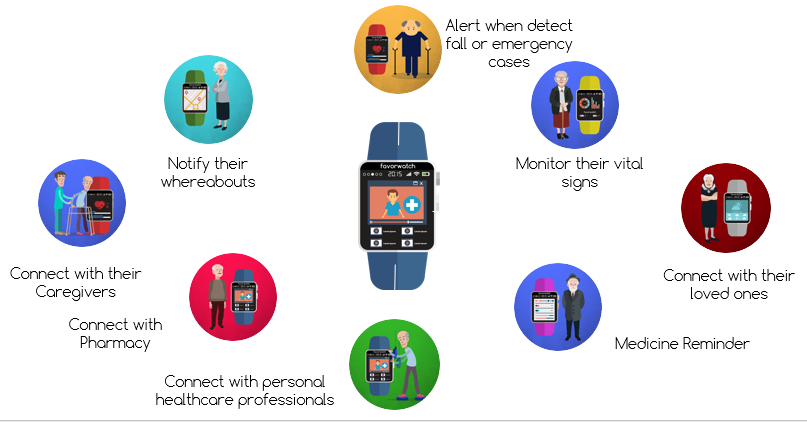 Alert when detect
fall or emergency
cases
Notify their
whereabouts
Monitor their vital
signs
favorwatch
20:15
Connect with their
Caregivers
Connect with their
loved ones
Connect with
Pharmacy
Medicine Reminder
Connect with personal
healthcare professionals